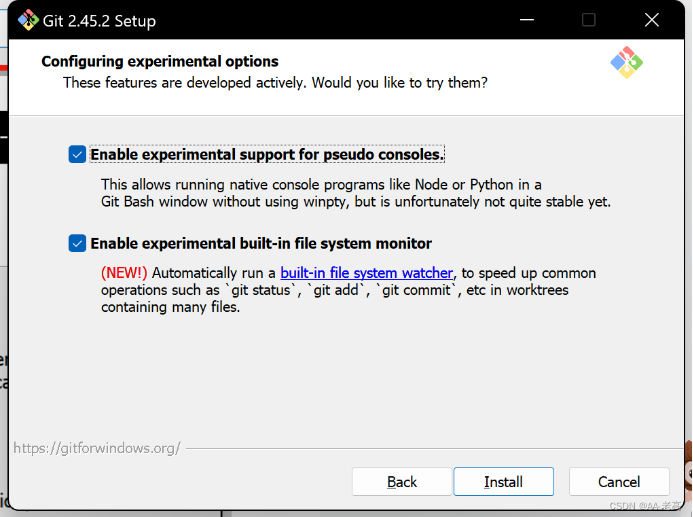 Git 2.45.2 Setup
Configuring experimental options
These features are developed actively. Would you like to try them?
Enable experimental support for pseudo consoles.
This allows running native console programs like Node or Python in a
Git Bash window without using winpty, but is unfortunately not quite stable yet.
Enable experimental built-in file system monitor
(NEW!) Automatically run a built-in file system watcher, to speed up common
operations such as `git status`, `git add`, `git commit`, etc in worktrees
containing many files.
https://gitforwindows.org/
Back
Install
Cancel
CSDN @AA.老高